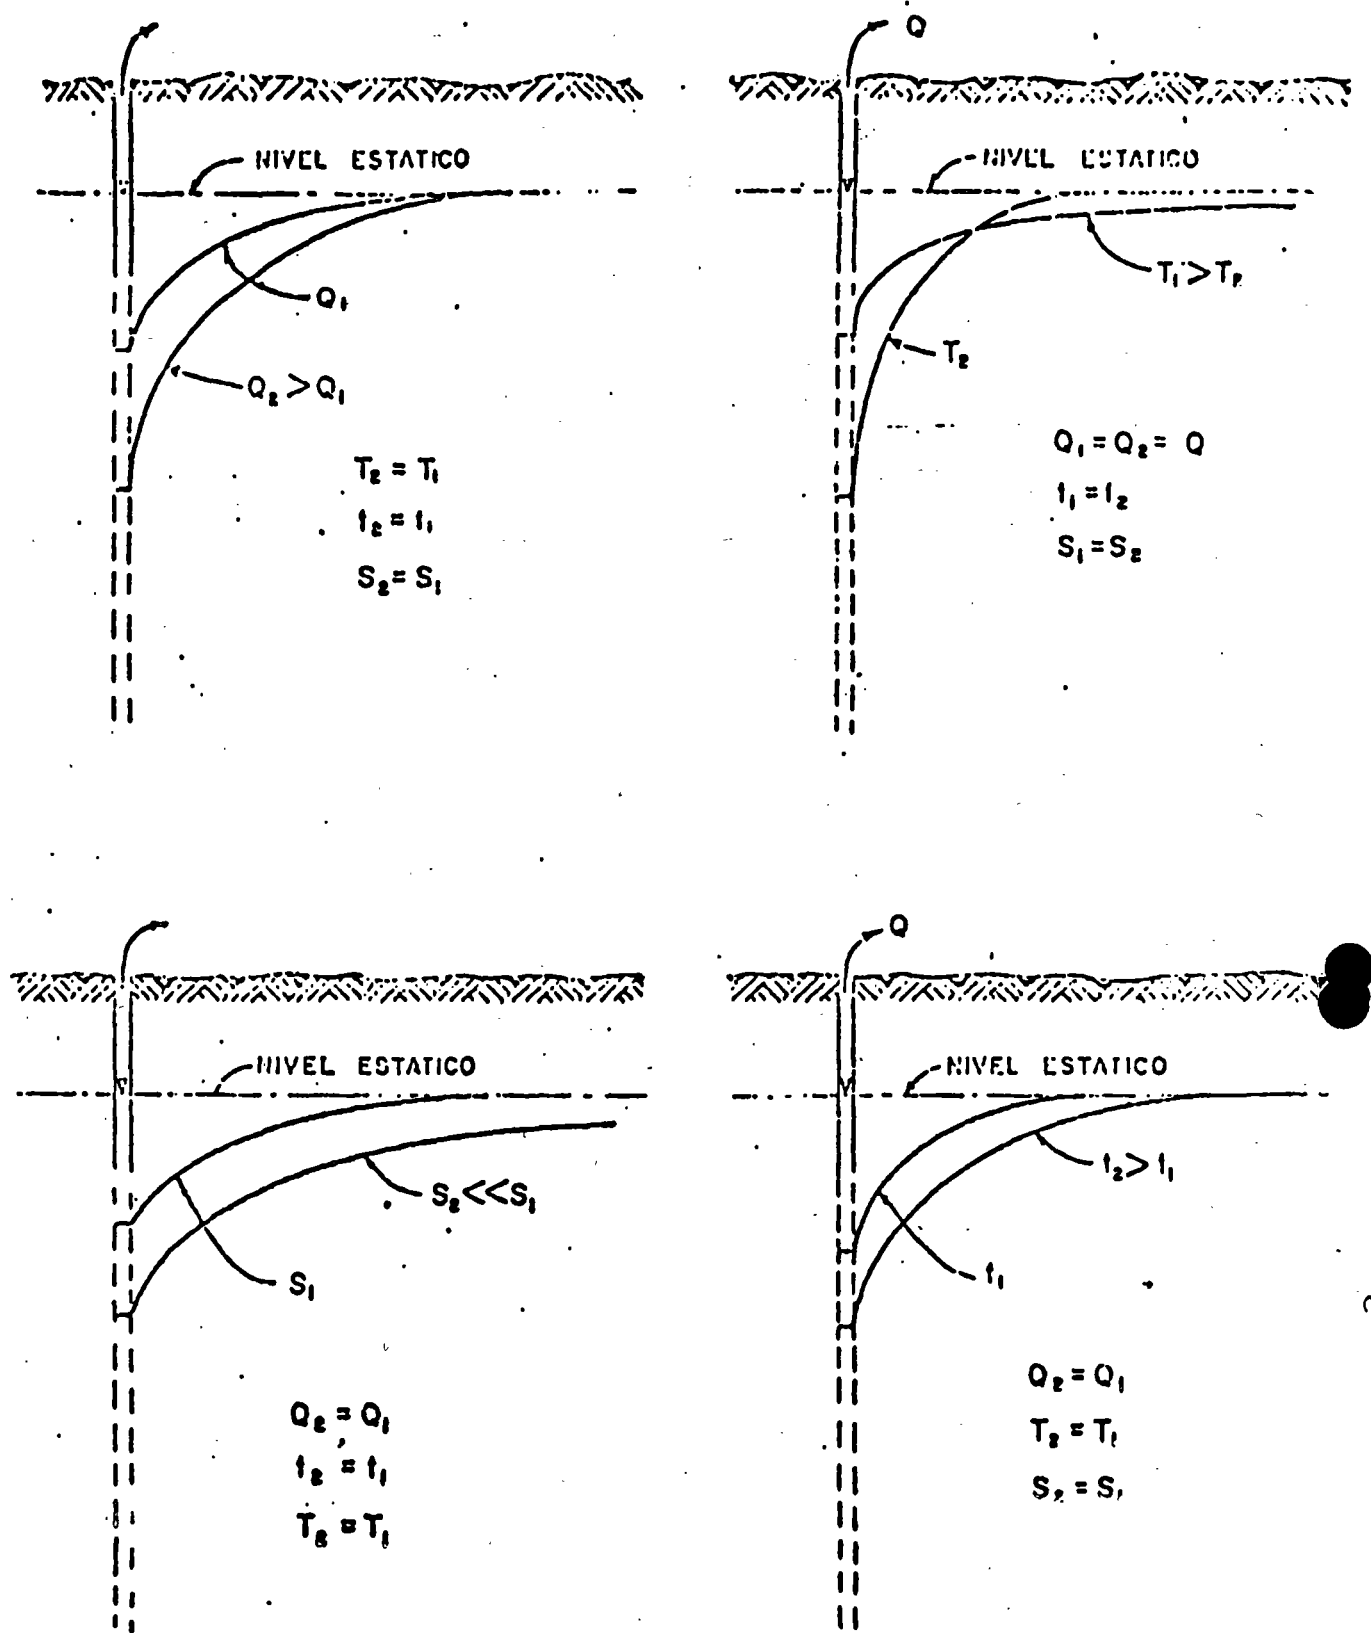 NIVEL ESTATICO
Q₁
Q₂ > Q₁
T₂ = T₁
t₂ = t₁
S₂ = S₁
Q
NIVEL ESTATICO
T₁ > T₂
T₂
Q₁ = Q₂ = Q
t₁ = t₂
S₁ = S₂
NIVEL ESTATICO
S₂ << S₁
S₁
Q₂ = Q₁
t₂ = t₁
T₂ = T₁
Q
NIVEL ESTATICO
t₂ > t₁
t₁
Q₂ = Q₁
T₂ = T₁
S₂ = S₁